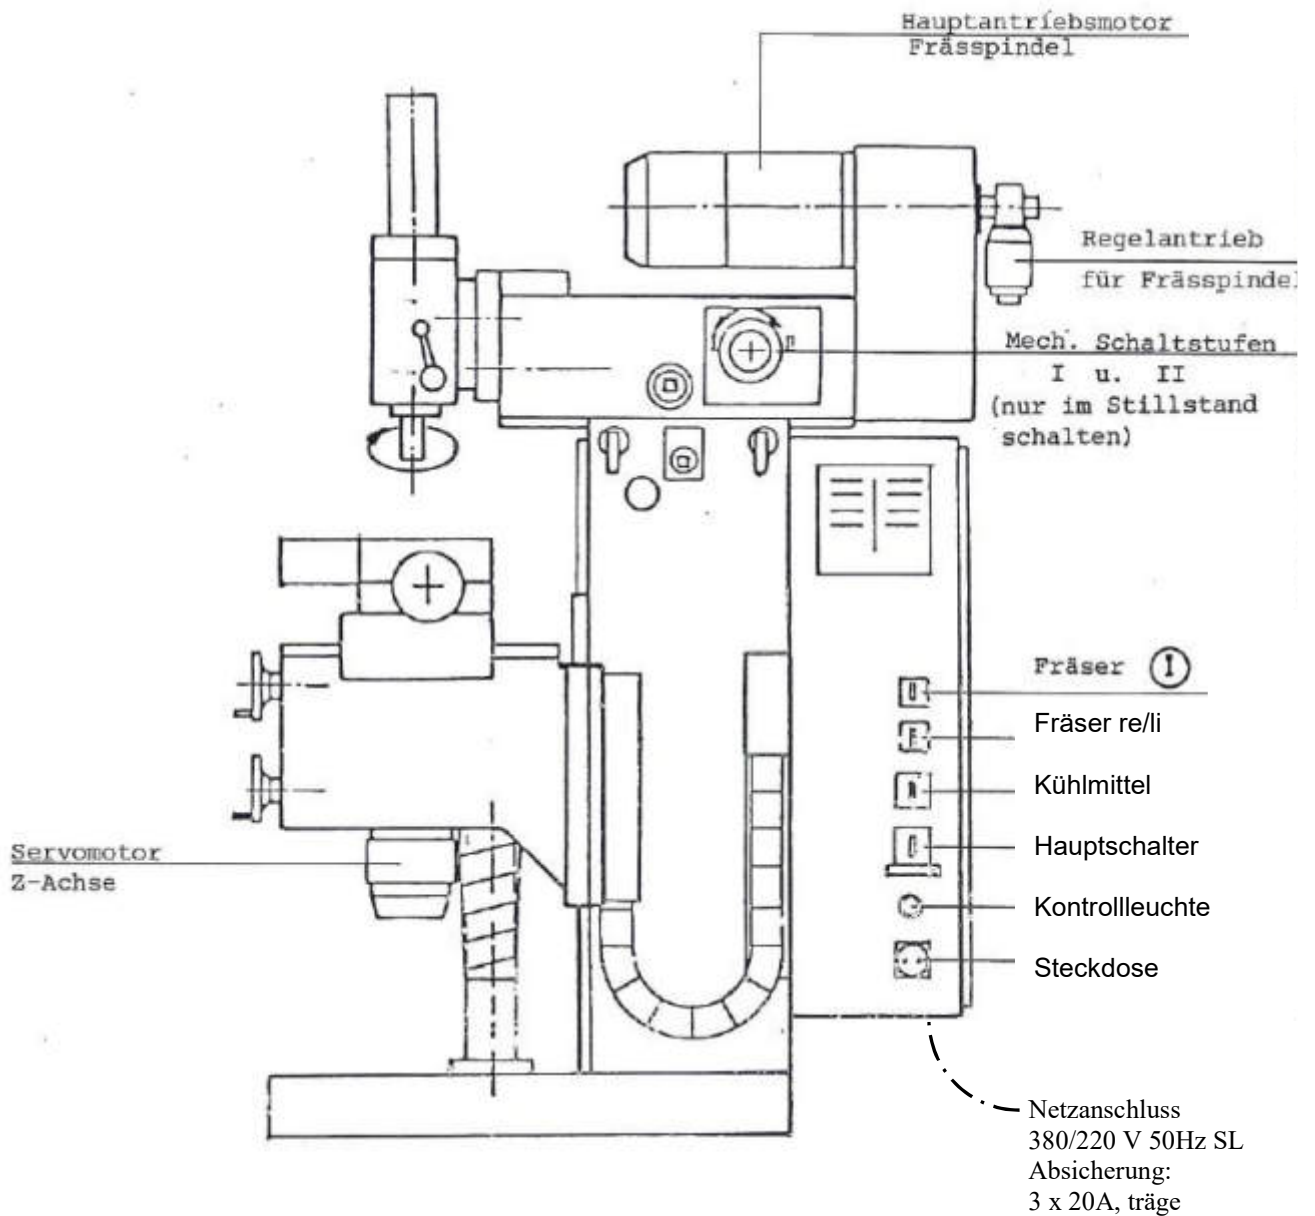 Hauptantriebsmotor
Frässpindel
Regelantrieb
für Frässpindel
Mech. Schaltstufen
I u. II
(nur im Stillstand
schalten)
Fräser I
Fräser re/li
Kühlmittel
Hauptschalter
Kontrollleuchte
Steckdose
Servomotor
Z-Achse
Netzanschluss
380/220 V 50Hz SL
Absicherung:
3 x 20A, träge